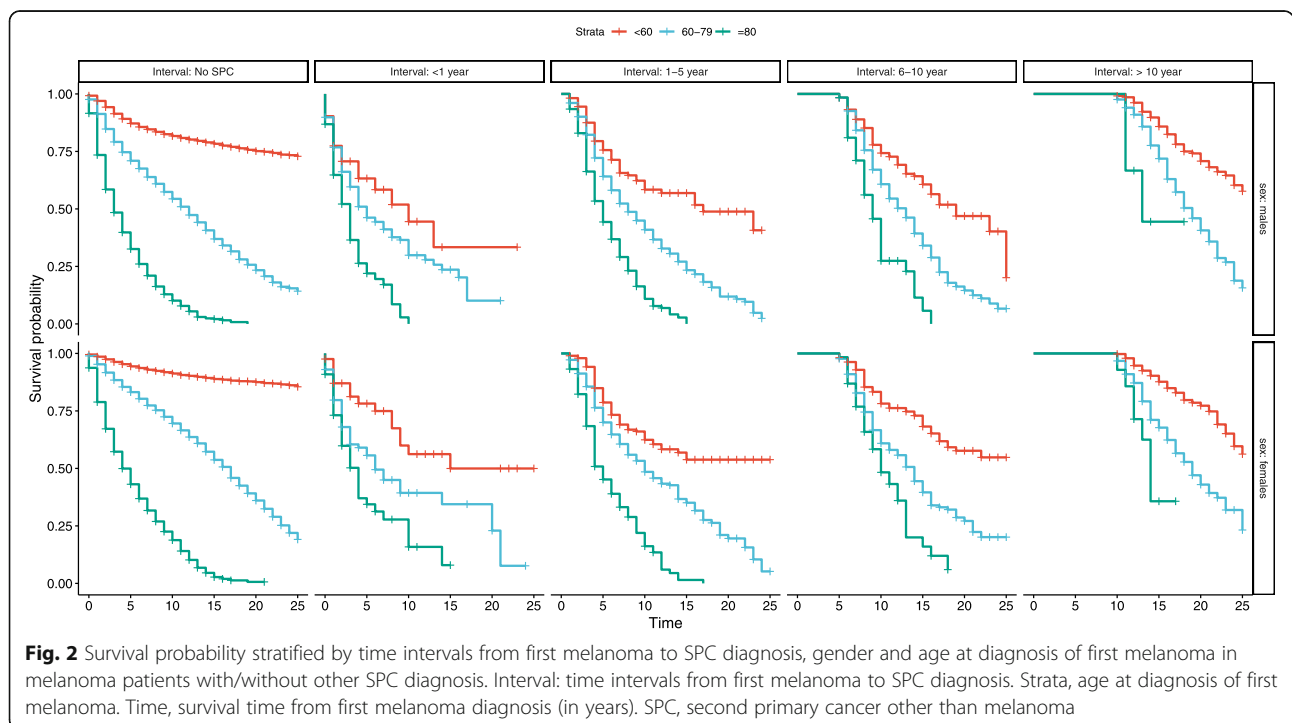 Strata <60 60–79 =80
Interval: No SPC
Interval: <1 year
Interval: 1–5 year
Interval: 6–10 year
Interval: > 10 year
1.00
0.75
0.50
0.25
0.00
sex: males
Survival probability
1.00
0.75
0.50
0.25
0.00
sex: females
0 5 10 15 20 25
0 5 10 15 20 25
0 5 10 15 20 25
0 5 10 15 20 25
0 5 10 15 20 25
Time
Fig. 2 Survival probability stratified by time intervals from first melanoma to SPC diagnosis, gender and age at diagnosis of first melanoma in
melanoma patients with/without other SPC diagnosis. Interval: time intervals from first melanoma to SPC diagnosis. Strata, age at diagnosis of first
melanoma. Time, survival time from first melanoma diagnosis (in years). SPC, second primary cancer other than melanoma